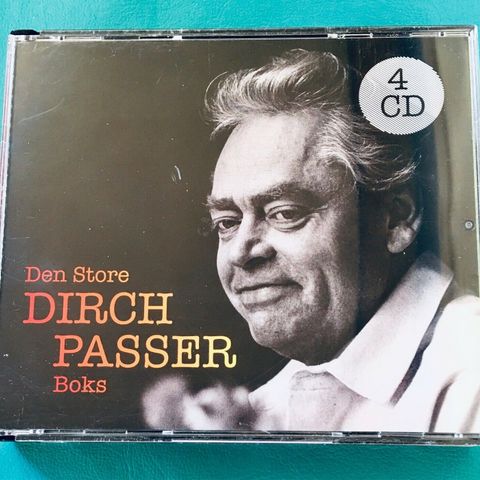 4
CD
Den Store
DIRCH
PASSER
Boks